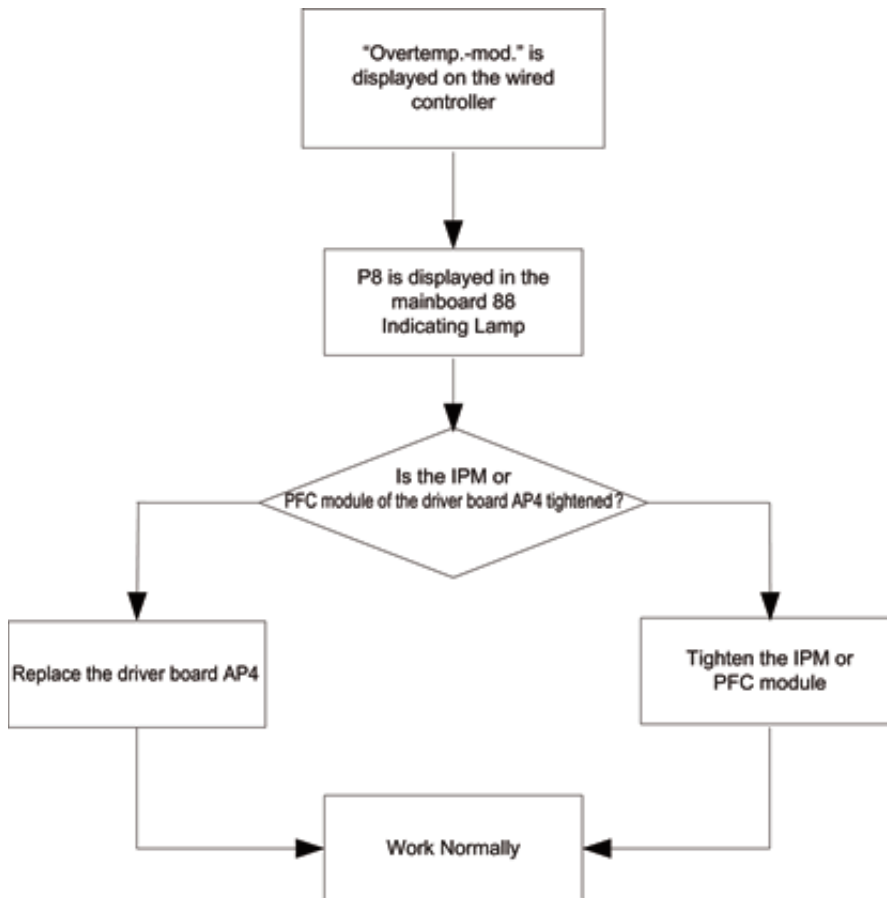 “Overtemp.-mod.” is
displayed on the wired
controller
P8 is displayed in the
mainboard 88
Indicating Lamp
Is the IPM or
PFC module of the driver board AP4 tightened?
Replace the driver board AP4
Tighten the IPM or
PFC module
Work Normally